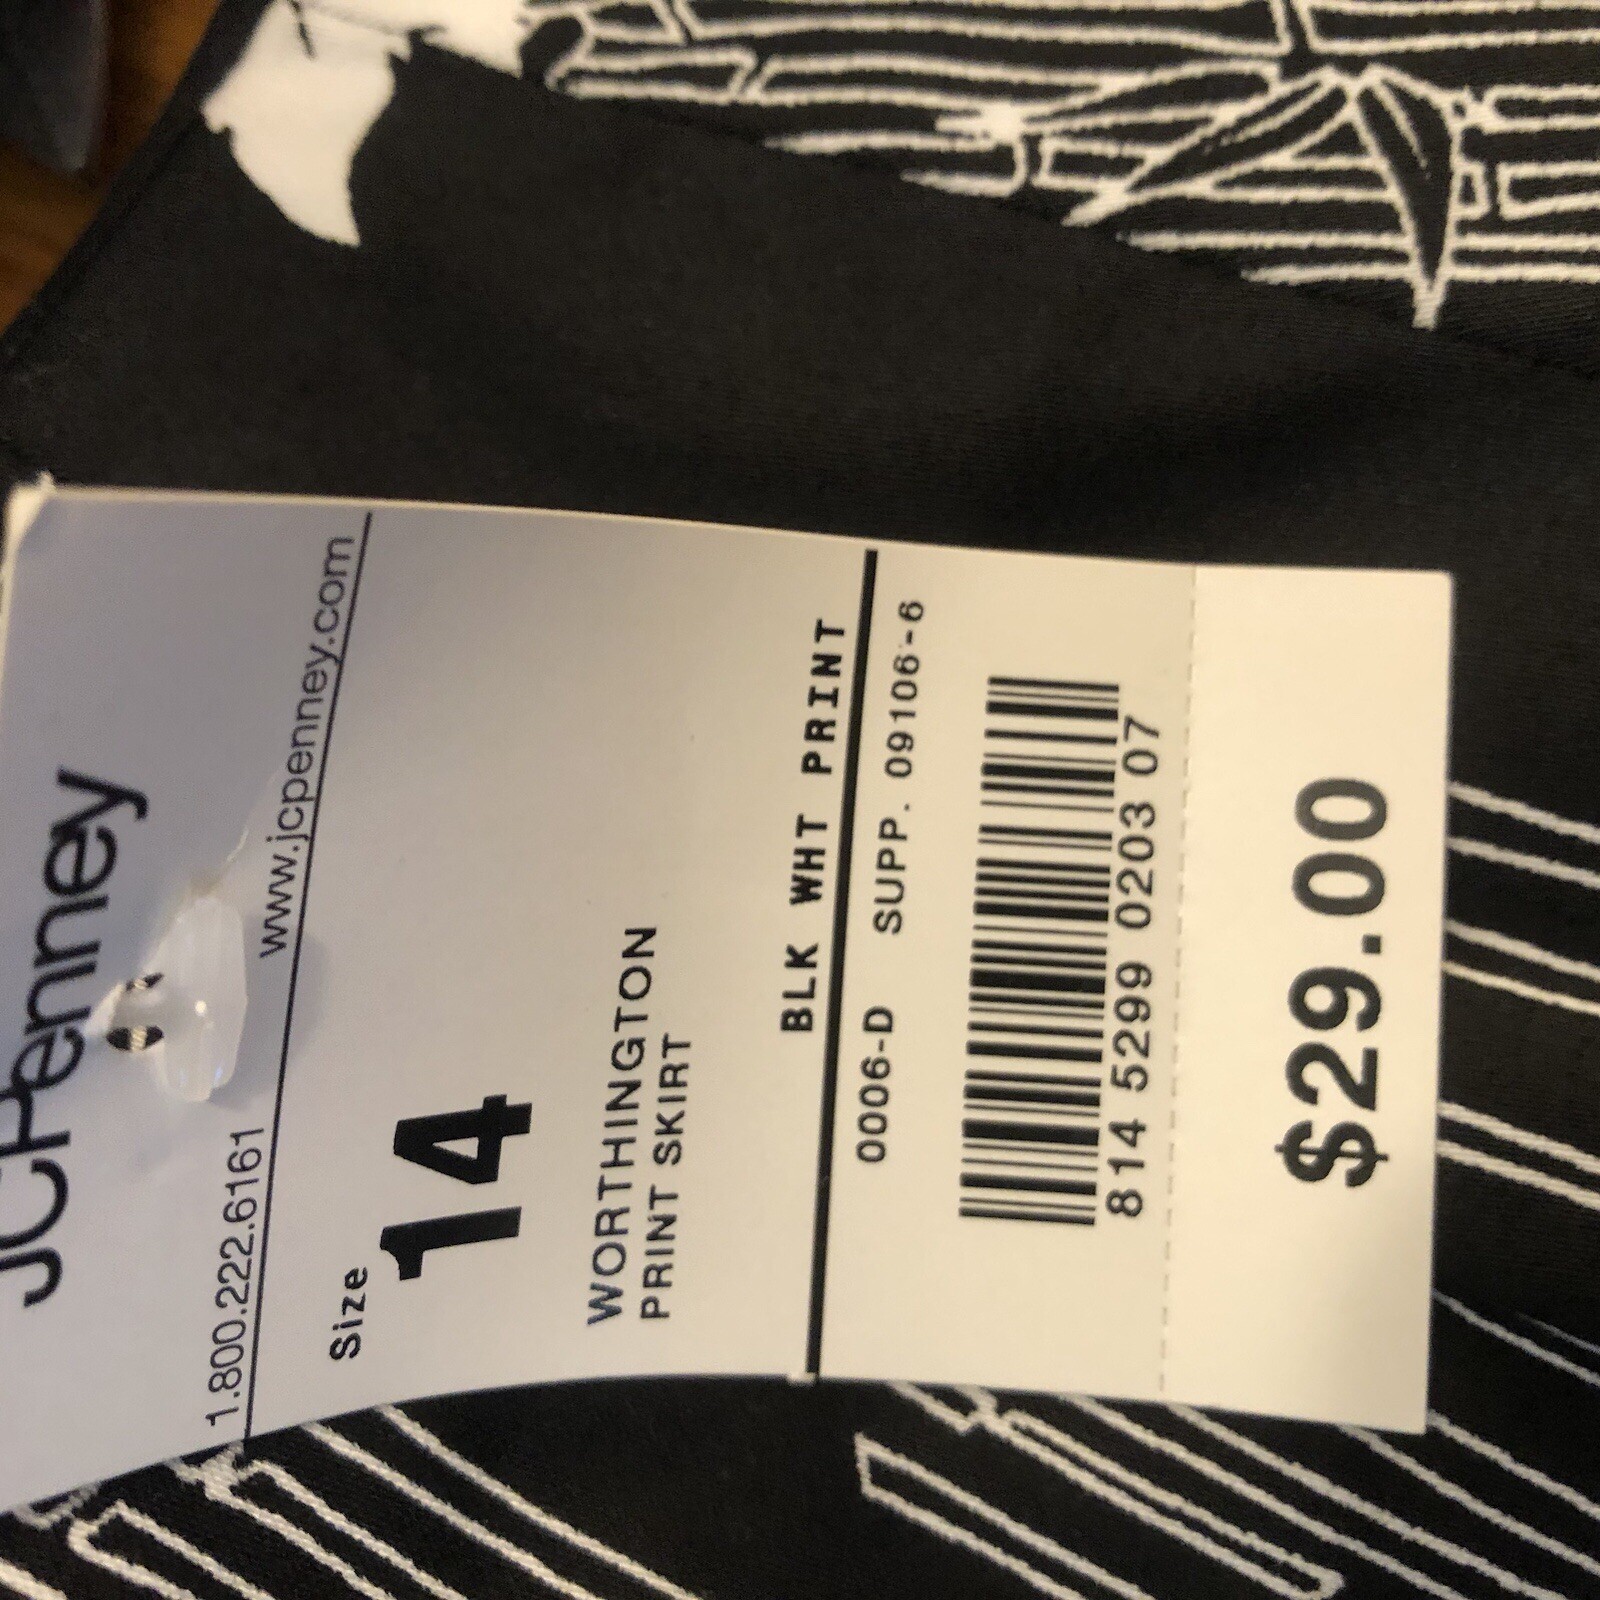 JCPenney
1.800.222.6161 www.jcpenney.com
Size
14
WORTHINGTON
PRINT SKIRT
BLK WHT PRINT
0006-D SUPP. 09106-6
814 5299 0203 07
$29.00